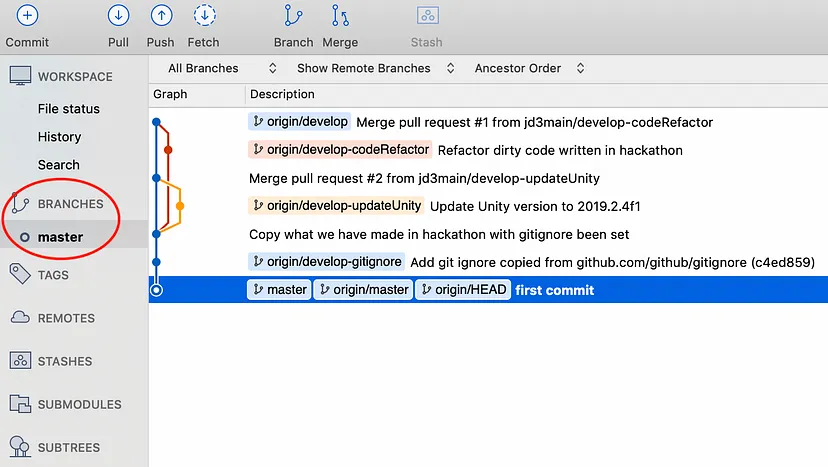 Commit Pull Push Fetch Branch Merge Stash
WORKSPACE
File status
History
Search
BRANCHES
master
TAGS
REMOTES
STASHES
SUBMODULES
SUBTREES
All Branches Show Remote Branches Ancestor Order
Graph Description
origin/develop Merge pull request #1 from jd3main/develop-codeRefactor
origin/develop-codeRefactor Refactor dirty code written in hackathon
Merge pull request #2 from jd3main/develop-updateUnity
origin/develop-updateUnity Update Unity version to 2019.2.4f1
Copy what we have made in hackathon with gitignore been set
origin/develop-gitignore Add git ignore copied from github.com/github/gitignore (c4ed859)
master origin/master origin/HEAD first commit